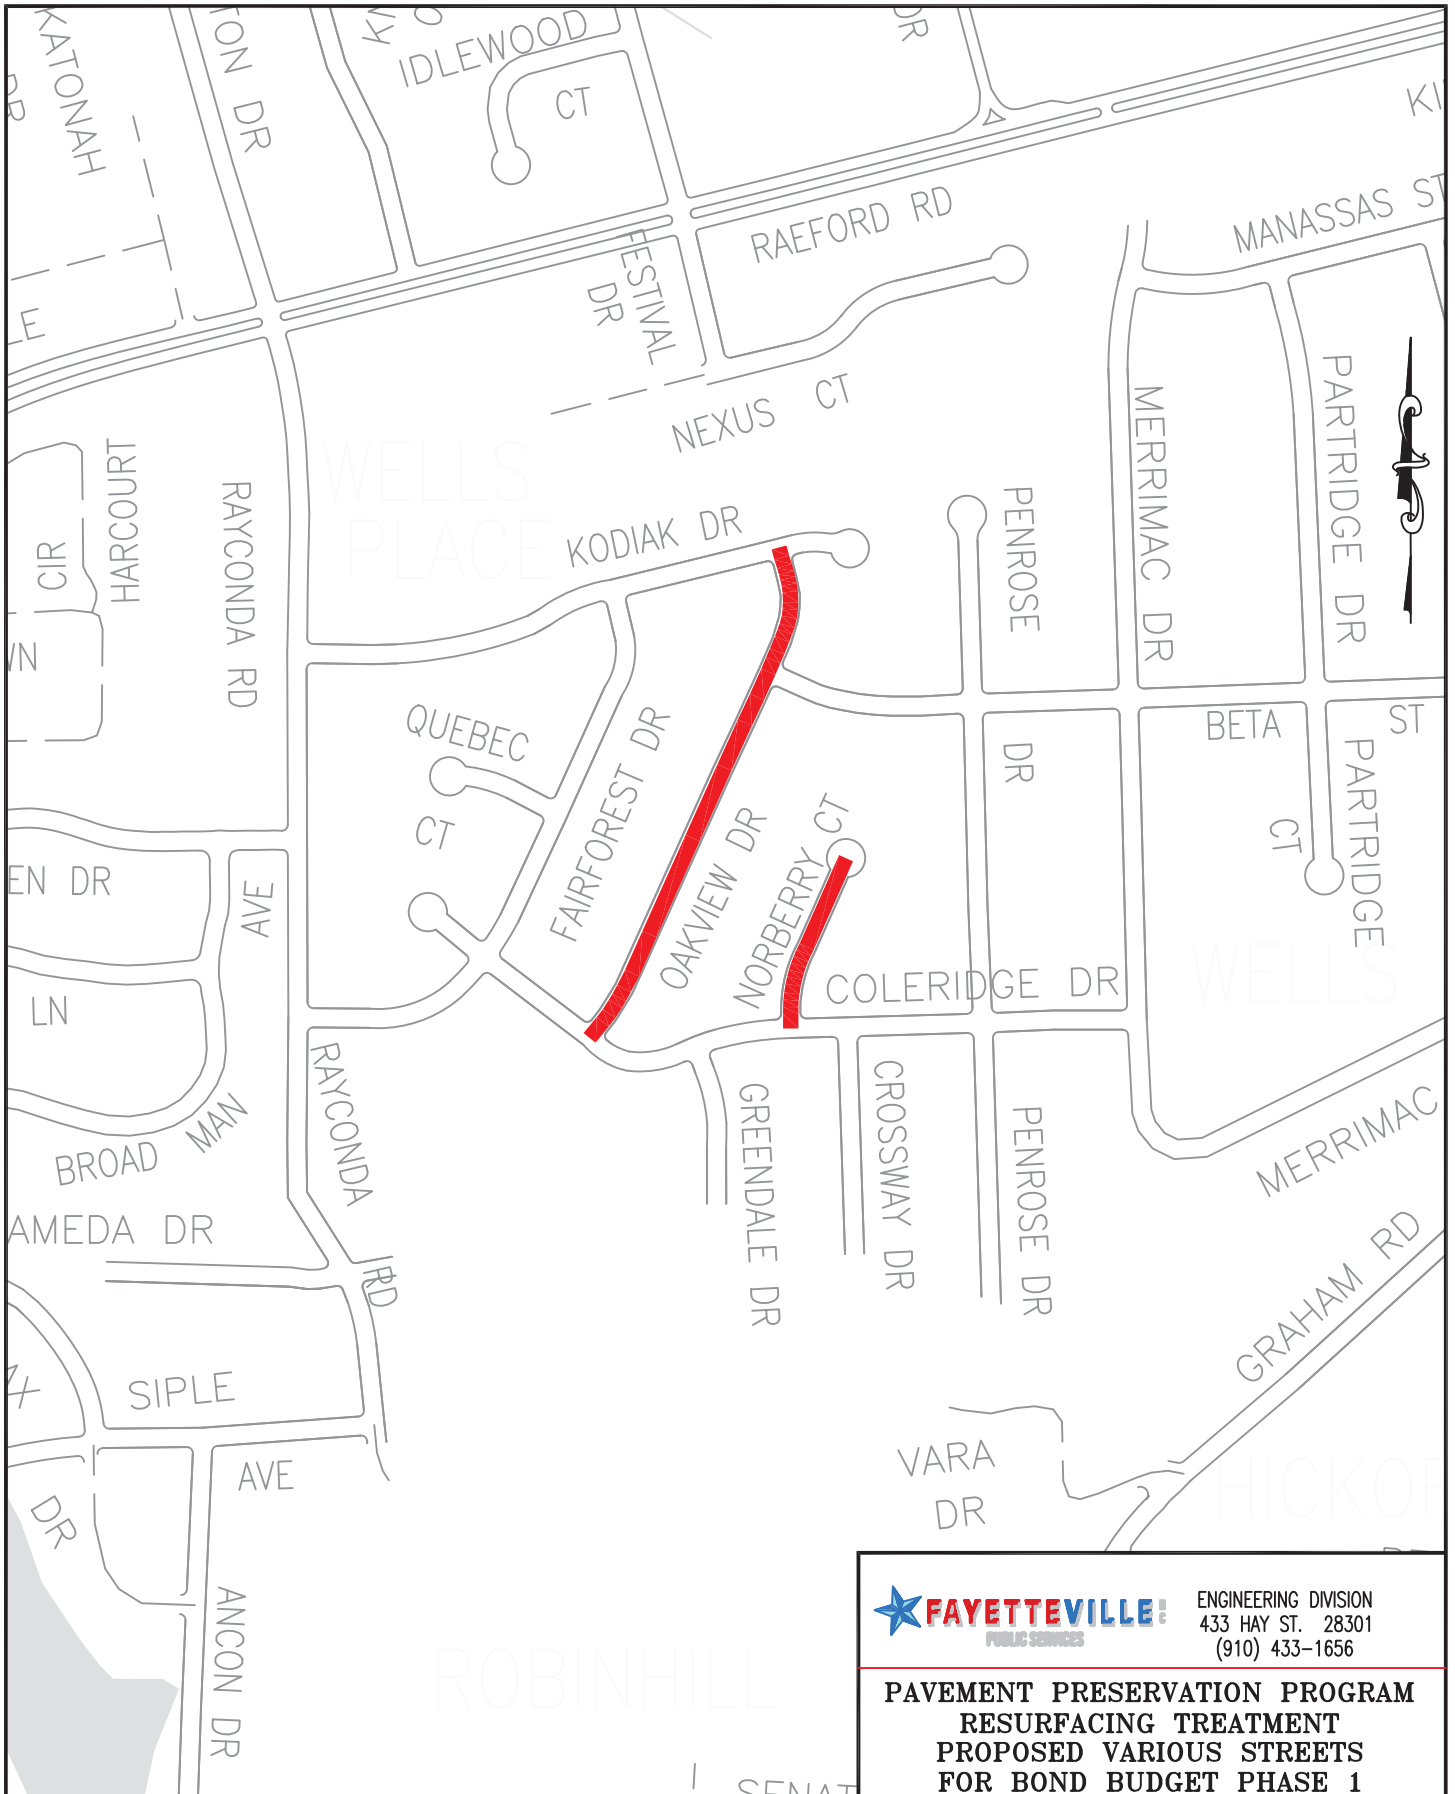 KATONAH
DR
TON DR
IDLEWOOD
CT
DR
RAEFORD RD
FESTIVAL
DR
MANASSAS ST
NEXUS CT
WELLS
PLACE
HARCOURT
CIR
RAYCONDA RD
KODIAK DR
PENROSE
DR
MERRIMAC DR
PARTRIDGE DR
BETA ST
QUEBEC
CT
FAIRFOREST DR
OAKVIEW DR
NORBERRY CT
PARTRIDGE
CT
EN DR
AVE
LN
COLERIDGE DR
WELLS
BROAD MAN
RAYCONDA
RD
GREENDALE DR
CROSSWAY DR
PENROSE DR
MERRIMAC
AMEDA DR
GRAHAM RD
SIPLE
AVE
DR
ANCON DR
VARA
DR
ROBINHILL
FAYETTEVILLE NC
PUBLIC SERVICES
ENGINEERING DIVISION
433 HAY ST. 28301
(910) 433-1656
PAVEMENT PRESERVATION PROGRAM
RESURFACING TREATMENT
PROPOSED VARIOUS STREETS
FOR BOND BUDGET PHASE 1